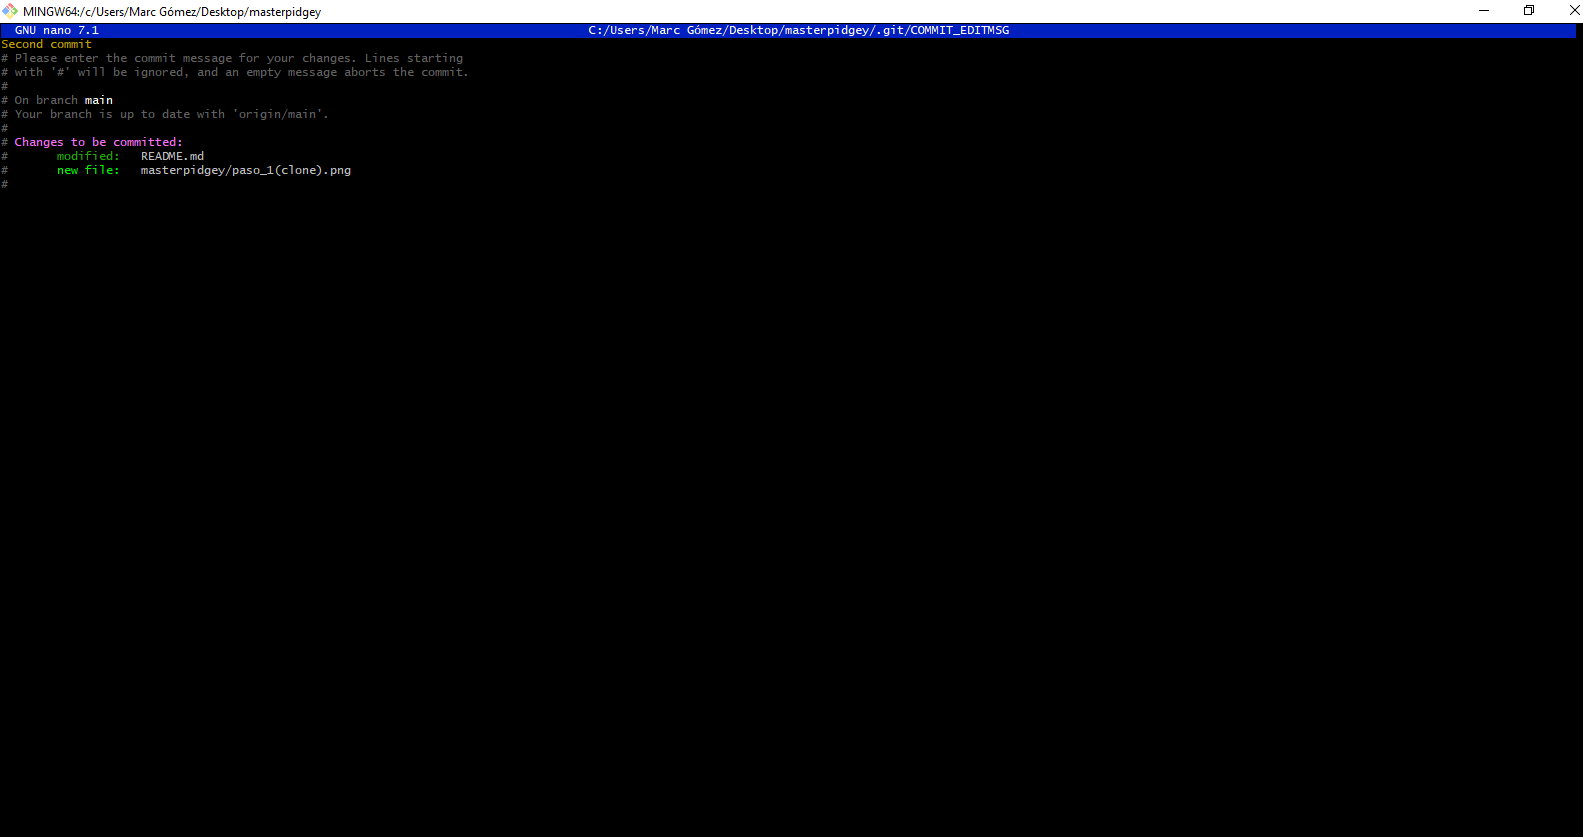 MINGW64:/c/Users/Marc Gómez/Desktop/masterpidgey
GNU nano 7.1 C:/Users/Marc Gómez/Desktop/masterpidgey/.git/COMMIT_EDITMSG
Second commit
# Please enter the commit message for your changes. Lines starting
# with '#' will be ignored, and an empty message aborts the commit.
#
# On branch main
# Your branch is up to date with 'origin/main'.
#
# Changes to be committed:
#       modified:   README.md
#       new file:   masterpidgey/paso_1(clone).png
#